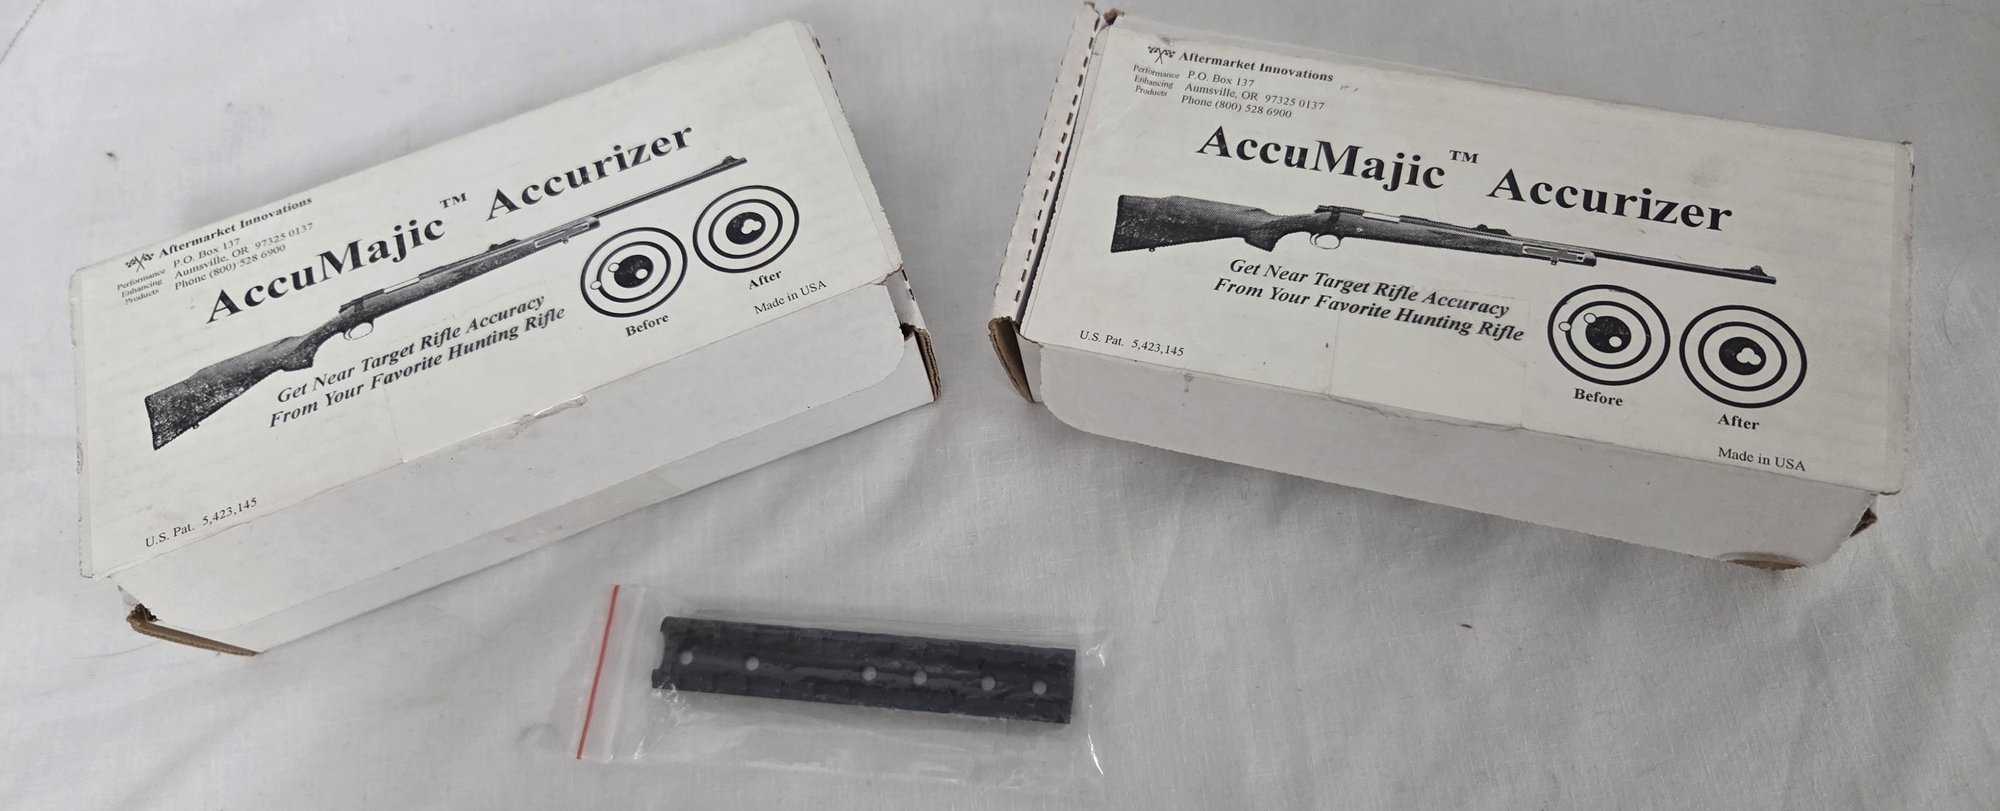 Aftermarket Innovations
Performance
Enhancing
Products
P.O. Box 137
Aumsville, OR 97325 0137
Phone (800) 528 6900
AccuMajic™ Accurizer
Get Near Target Rifle Accuracy
From Your Favorite Hunting Rifle
Before
After
Made in USA
U.S. Pat. 5,423,145
Aftermarket Innovations
Performance
Enhancing
Products
P.O. Box 137
Aumsville, OR 97325 0137
Phone (800) 528 6900
AccuMajic™ Accurizer
Get Near Target Rifle Accuracy
From Your Favorite Hunting Rifle
U.S. Pat. 5,423,145
Before
After
Made in USA